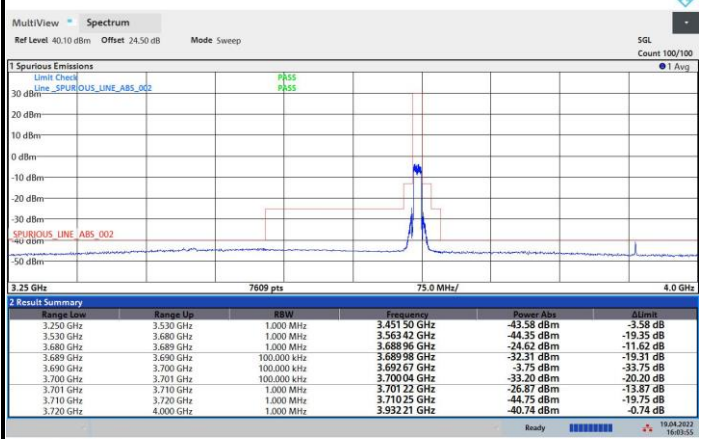 MultiView Spectrum
Ref Level 40.10 dBm Offset 24.50 dB Mode Sweep SGL
Count 100/100
1 Spurious Emissions 1 Avg
Limit Check PASS
Line _SPURIOUS_LINE_ABS_002 PASS
30 dBm
20 dBm
10 dBm
0 dBm
-10 dBm
-20 dBm
-30 dBm
SPURIOUS_LINE_ABS_002
-40 dBm
-50 dBm
3.25 GHz 7609 pts 75.0 MHz/ 4.0 GHz
2 Result Summary
Range Low Range Up RBW Frequency Power Abs ΔLimit
3.250 GHz 3.530 GHz 1.000 MHz 3.451 50 GHz -43.58 dBm -3.58 dB
3.530 GHz 3.680 GHz 1.000 MHz 3.563 42 GHz -44.35 dBm -19.35 dB
3.680 GHz 3.689 GHz 1.000 MHz 3.688 96 GHz -24.62 dBm -11.62 dB
3.689 GHz 3.690 GHz 100.000 kHz 3.689 98 GHz -32.31 dBm -19.31 dB
3.690 GHz 3.700 GHz 100.000 kHz 3.692 67 GHz -3.75 dBm -33.75 dB
3.700 GHz 3.701 GHz 100.000 kHz 3.700 04 GHz -33.20 dBm -20.20 dB
3.701 GHz 3.710 GHz 1.000 MHz 3.701 22 GHz -26.87 dBm -13.87 dB
3.710 GHz 3.720 GHz 1.000 MHz 3.710 25 GHz -44.75 dBm -19.75 dB
3.720 GHz 4.000 GHz 1.000 MHz 3.932 21 GHz -40.74 dBm -0.74 dB
Ready 19.04.2022
16:03:55